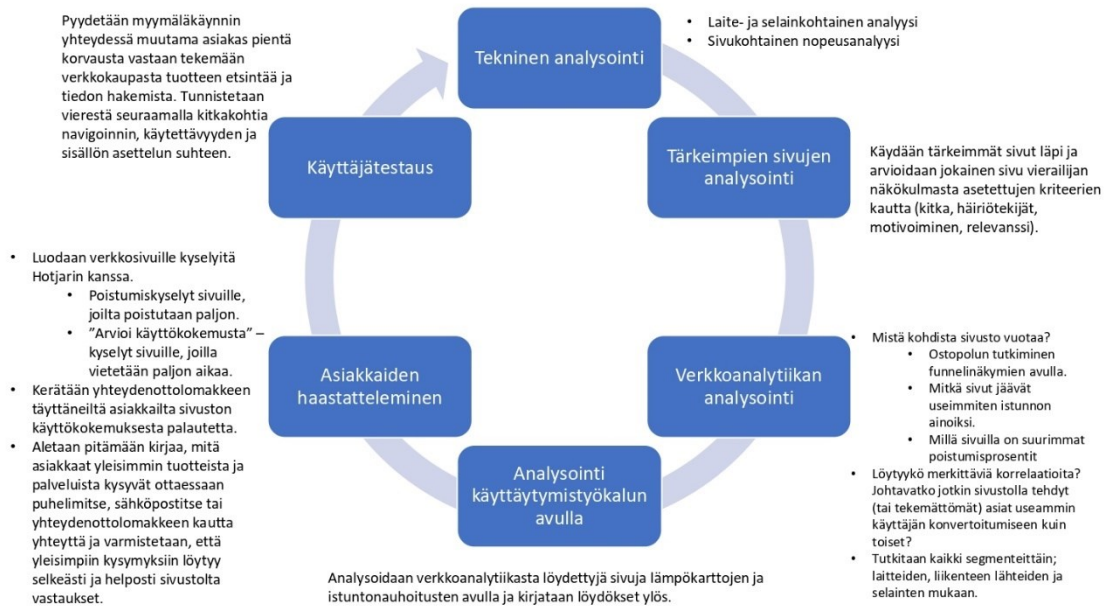 Pyydetään myymäläkäynnin
yhteydessä muutama asiakas pientä
korvausta vastaan tekemään
verkkokaupasta tuotteen etsintää ja
tiedon hakemista. Tunnistetaan
vierestä seuraamalla kitkakohtia
navigoinnin, käytettävyyden ja
sisällön asettelun suhteen.
Tekninen analysointi
• Laite- ja selainkohtainen analyysi
• Sivukohtainen nopeusanalyysi
Käyttäjätestaus
Tärkeimpien sivujen
analysointi
Käydään tärkeimmät sivut läpi ja
arvioidaan jokainen sivu vierailijan
näkökulmasta asetettujen kriteerien
kautta (kitka, häiriötekijät,
motivoiminen, relevanssi).
• Luodaan verkkosivuille kyselyitä
Hotjarin kanssa.
• Poistumiskyselyt sivuille,
joilta poistutaan paljon.
• ”Arvioi käyttökokemusta” –
kyselyt sivuille, joilla
vietetään paljon aikaa.
• Kerätään yhteydenottolomakkeen
täyttäneiltä asiakkailta sivuston
käyttökokemuksesta palautetta.
• Aletaan pitämään kirjaa, mitä
asiakkaat yleisimmin tuotteista ja
palveluista kysyvät ottaessaan
puhelimitse, sähköpostitse tai
yhteydenottolomakkeen kautta
yhteyttä ja varmistetaan, että
yleisimpiin kysymyksiin löytyy
selkeästi ja helposti sivustolta
vastaukset.
Asiakkaiden
haastatteleminen
Verkkoanalytiikan
analysointi
• Mistä kohdista sivusto vuotaa?
• Ostopolun tutkiminen
funnelinäkymien avulla.
• Mitkä sivut jäävät
useimmiten istunnon
ainoiksi.
• Millä sivuilla on suurimmat
poistumisprosentit
• Löytyykö merkittäviä korrelaatioita?
Johtavatko jotkin sivustolla tehdyt
(tai tekemättömät) asiat useammin
käyttäjän konvertoitumiseen kuin
toiset?
• Tutkitaan kaikki segmenteittäin;
laitteiden, liikenteen lähteiden ja
selainten mukaan.
Analysointi
käyttäytymistyökalun
avulla
Analysoidaan verkkoanalytiikasta löydettyjä sivuja lämpökarttojen ja
istuntonauhoitusten avulla ja kirjataan löydökset ylös.